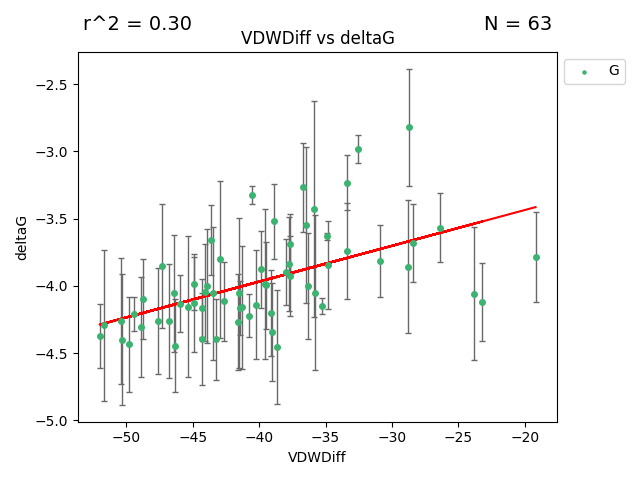 r^2 = 0.30 N = 63
VDWDiff vs deltaG
G
−2.5
−3.0
−3.5
−4.0
−4.5
−5.0
deltaG
−50 −45 −40 −35 −30 −25 −20
VDWDiff